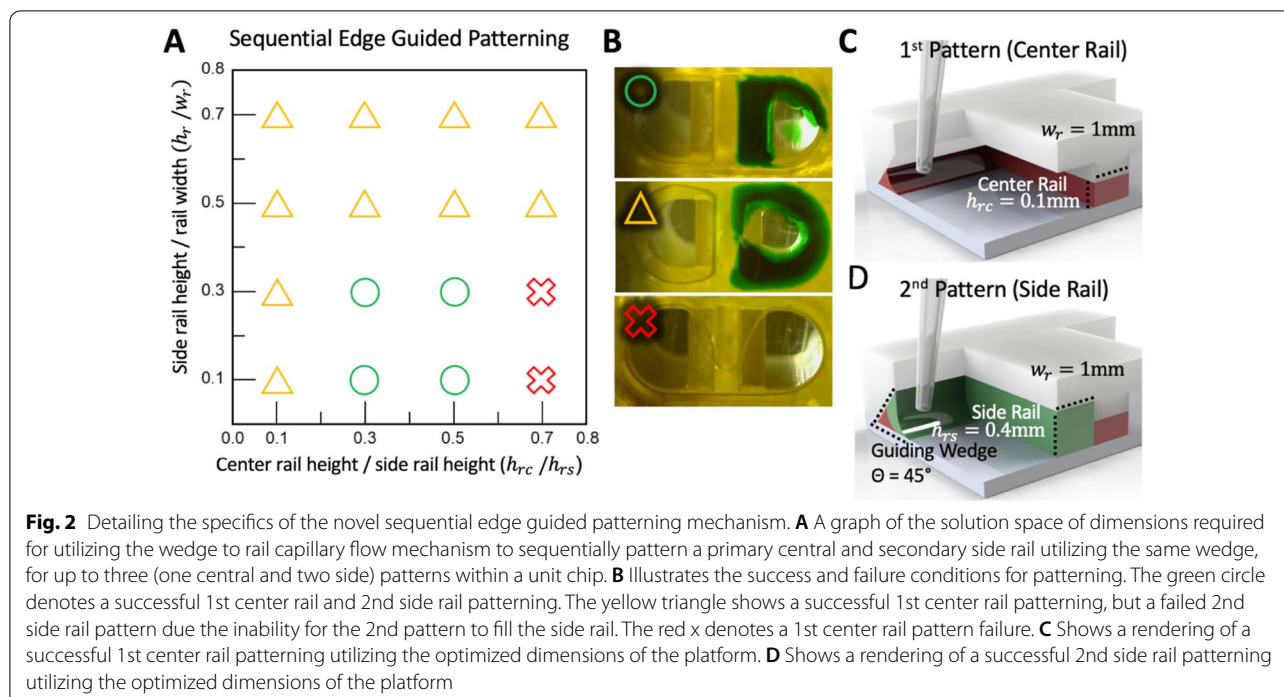 A Sequential Edge Guided Patterning
Side rail height / rail width (h_r /w_r)
0.8
0.7
0.5
0.3
0.1
0.0 0.1 0.3 0.5 0.7 0.8
Center rail height / side rail height (h_rc /h_rs)
B
C
1st Pattern (Center Rail)
w_r = 1mm
Center Rail
h_rc = 0.1mm
D
2nd Pattern (Side Rail)
w_r = 1mm
Side Rail
h_rs = 0.4mm
Guiding Wedge
Θ = 45°
Fig. 2 Detailing the specifics of the novel sequential edge guided patterning mechanism. A A graph of the solution space of dimensions required
for utilizing the wedge to rail capillary flow mechanism to sequentially pattern a primary central and secondary side rail utilizing the same wedge,
for up to three (one central and two side) patterns within a unit chip. B Illustrates the success and failure conditions for patterning. The green circle
denotes a successful 1st center rail and 2nd side rail patterning. The yellow triangle shows a successful 1st center rail patterning, but a failed 2nd
side rail pattern due the inability for the 2nd pattern to fill the side rail. The red x denotes a 1st center rail pattern failure. C Shows a rendering of a
successful 1st center rail patterning utilizing the optimized dimensions of the platform. D Shows a rendering of a successful 2nd side rail patterning
utilizing the optimized dimensions of the platform